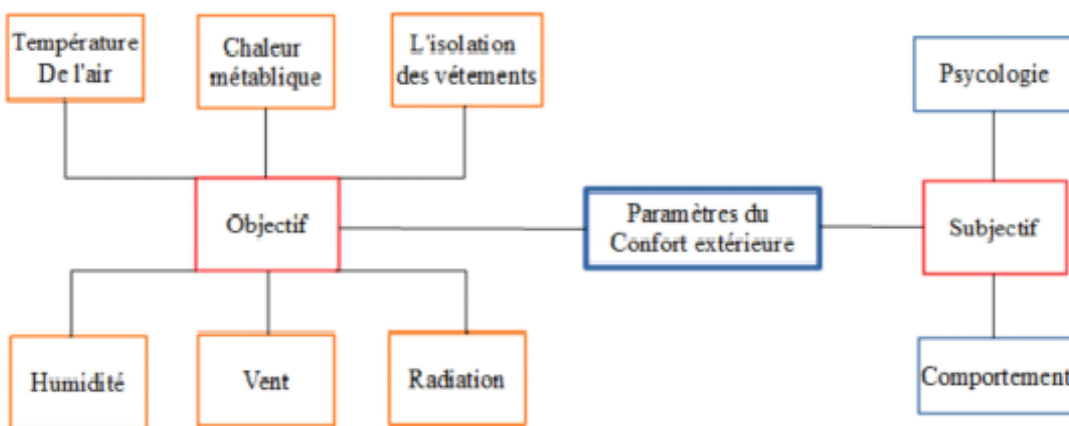 Température
De l'air
Chaleur
métablique
L'isolation
des vêtements
Psycologie
Objectif
Paramètres du
Confort extérieure
Subjectif
Humidité
Vent
Radiation
Comportement